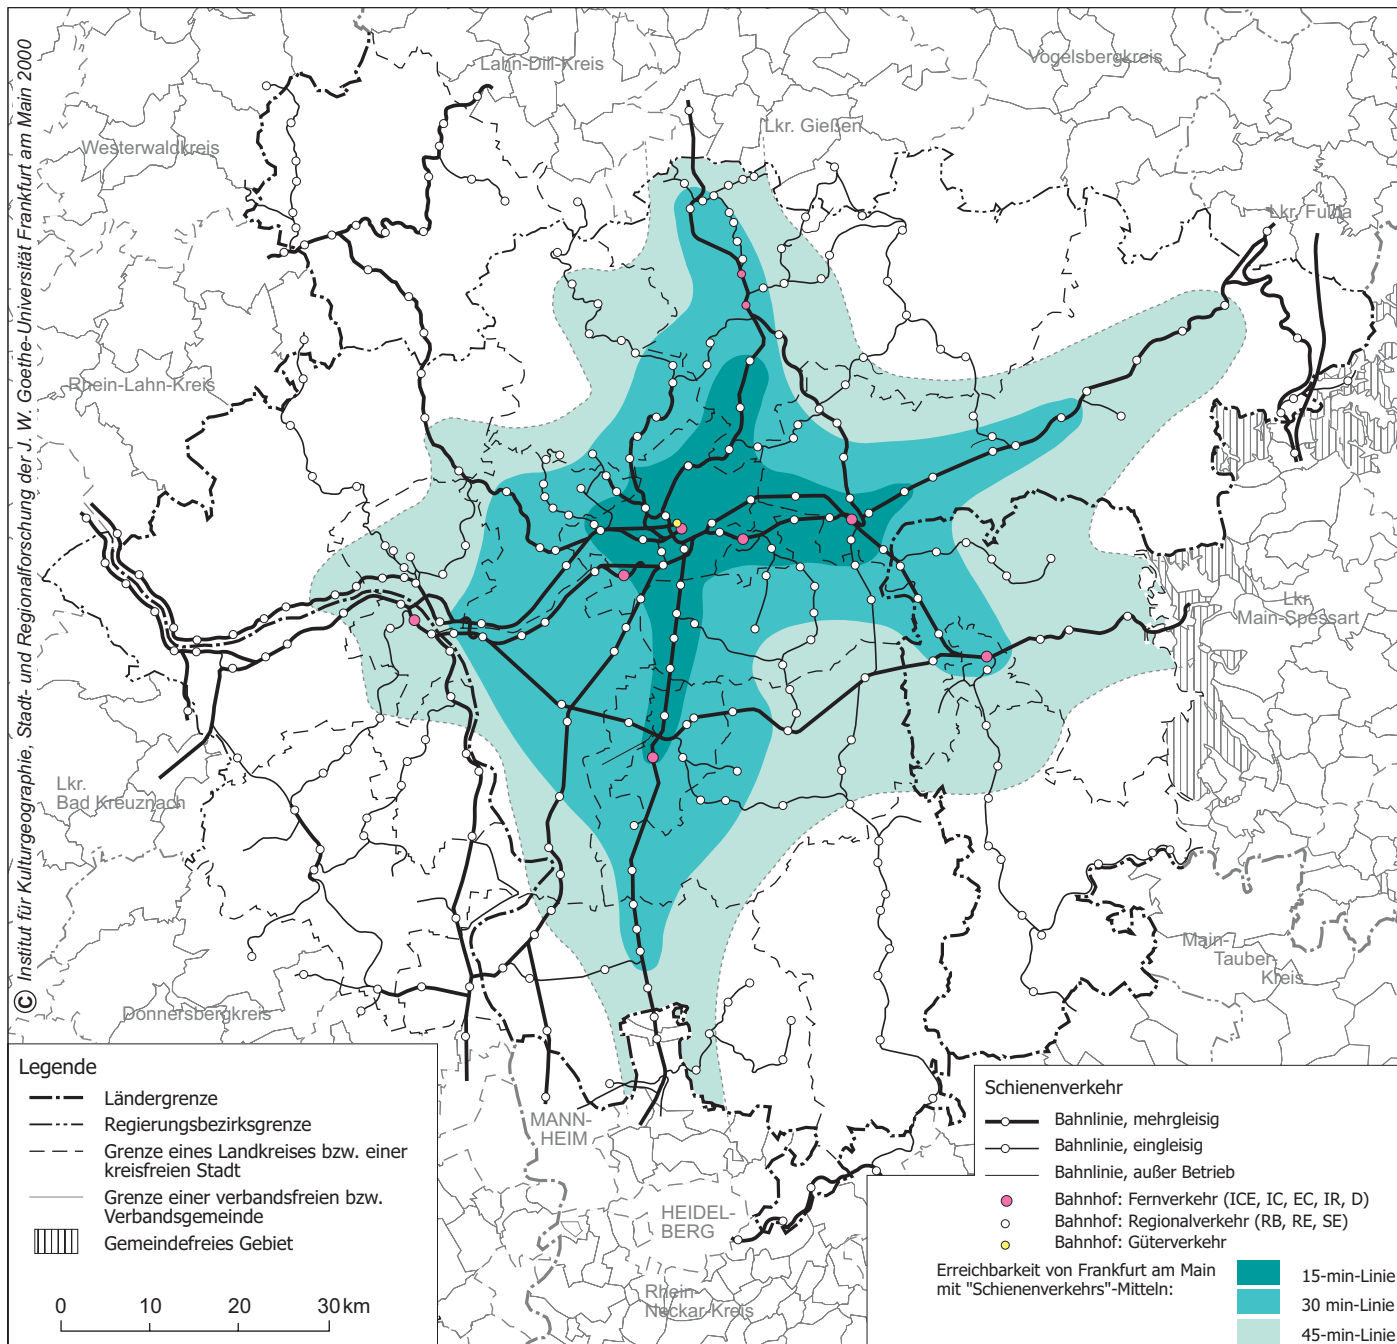 © Institut für Kulturgeographie, Stadt- und Regionalforschung der J. W. Goethe-Universität Frankfurt am Main 2000
Lahn-Dill-Kreis
Vogelsbergkreis
Westerwaldkreis
Lkr. Gießen
Lkr. Fulda
Rhein-Lahn-Kreis
Lkr.
Main-Spessart
Lkr.
Bad Kreuznach
Main-
Tauber-
Kreis
Donnersbergkreis
MANN-
HEIM
HEIDEL-
BERG
Rhein-
Neckar-Kreis
Legende
Ländergrenze
Regierungsbezirksgrenze
Grenze eines Landkreises bzw. einer
kreisfreien Stadt
Grenze einer verbandsfreien bzw.
Verbandsgemeinde
Gemeindefreies Gebiet
0 10 20 30 km
Schienenverkehr
Bahnlinie, mehrgleisig
Bahnlinie, eingleisig
Bahnlinie, außer Betrieb
Bahnhof: Fernverkehr (ICE, IC, EC, IR, D)
Bahnhof: Regionalverkehr (RB, RE, SE)
Bahnhof: Güterverkehr
Erreichbarkeit von Frankfurt am Main
mit "Schienenverkehrs"-Mitteln:
15-min-Linie
30 min-Linie
45-min-Linie